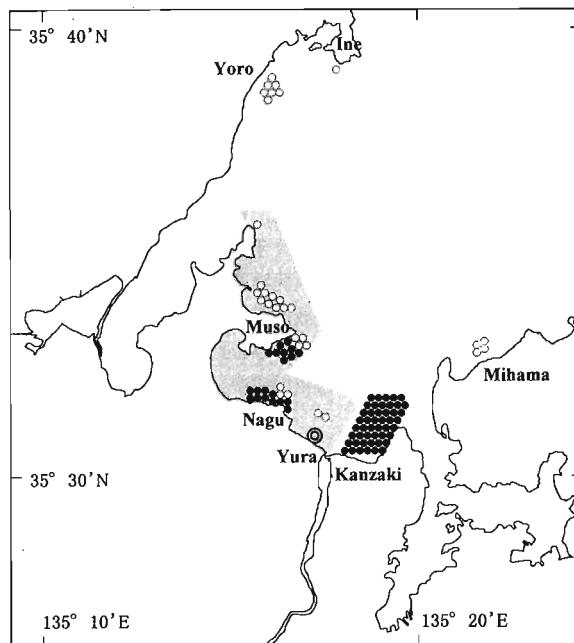 35° 40'N
Ine
Yoro
Muso
Mihama
Nagu
Yura
Kanzaki
35° 30'N
135° 10'E
135° 20'E